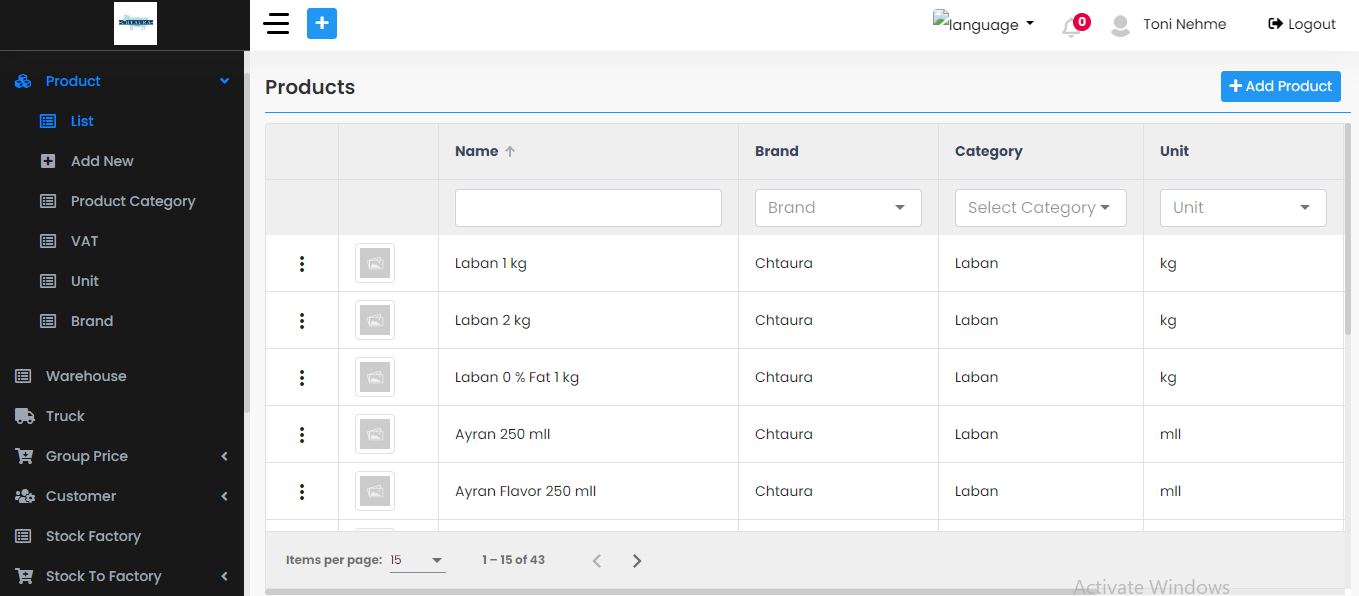 CHTAURA
language
0
Toni Nehme
Logout
Product
List
Add New
Product Category
VAT
Unit
Brand
Warehouse
Truck
Group Price
Customer
Stock Factory
Stock To Factory
Products
Add Product
Name
Brand
Category
Unit
Brand
Select Category
Unit
Laban 1 kg
Chtaura
Laban
kg
Laban 2 kg
Chtaura
Laban
kg
Laban 0 % Fat 1 kg
Chtaura
Laban
kg
Ayran 250 mll
Chtaura
Laban
mll
Ayran Flavor 250 mll
Chtaura
Laban
mll
Items per page: 15
1 – 15 of 43
Activate Windows